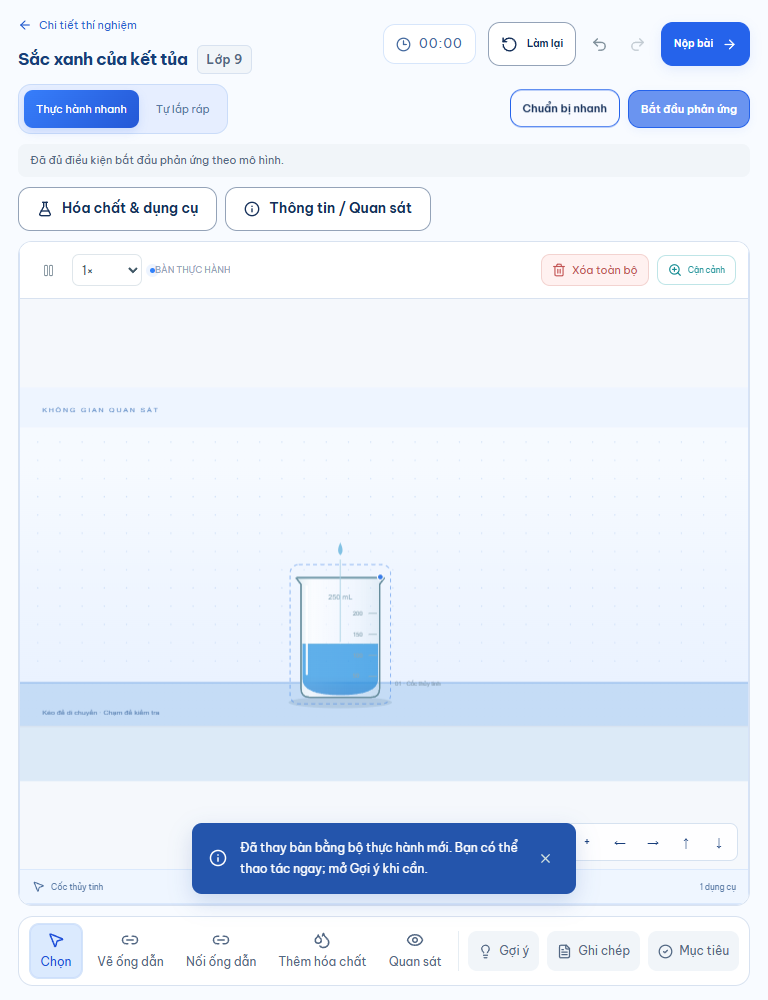 Chi tiết thí nghiệm
Sắc xanh của kết tủa
Lớp 9
00:00
Làm lại
Nộp bài
Thực hành nhanh
Tự lắp ráp
Chuẩn bị nhanh
Bắt đầu phản ứng
Đã đủ điều kiện bắt đầu phản ứng theo mô hình.
Hóa chất & dụng cụ
Thông tin / Quan sát
1×
BÀN THỰC HÀNH
Xóa toàn bộ
Cận cảnh
KHÔNG GIAN QUAN SÁT
250 mL
200
150
01 · Cốc thủy tinh
Kéo để di chuyển · Chạm để kiểm tra
Đã thay bàn bằng bộ thực hành mới. Bạn có thể
thao tác ngay; mở Gợi ý khi cần.
+ ← → ↑ ↓
Cốc thủy tinh
1 dụng cụ
Chọn
Vẽ ống dẫn
Nối ống dẫn
Thêm hóa chất
Quan sát
Gợi ý
Ghi chép
Mục tiêu